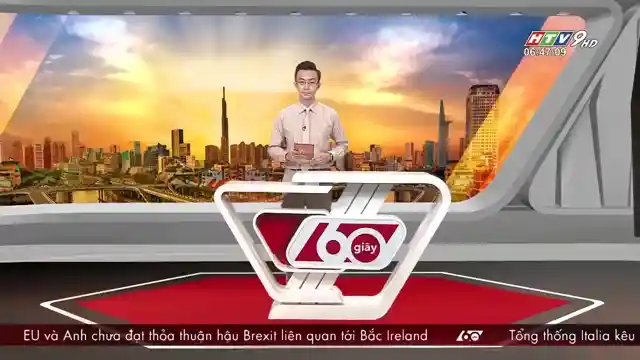 HTV9 HD
06:47:09
60 giây
EU và Anh chưa đạt thỏa thuận hậu Brexit liên quan tới Bắc Ireland 60 Tổng thống Italia kêu